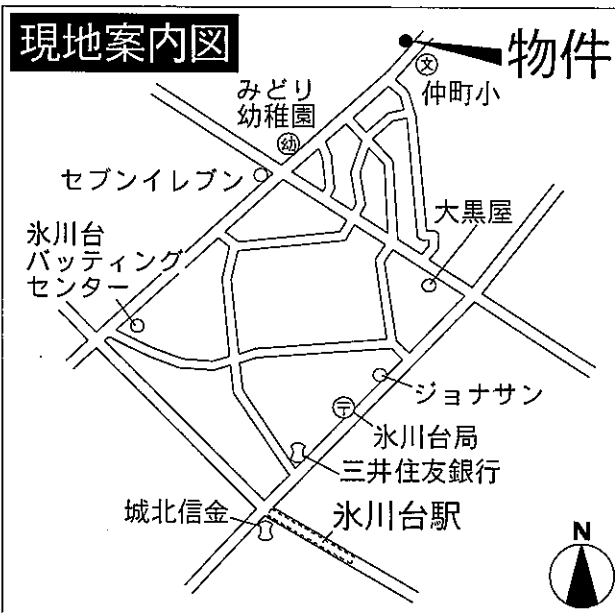 現地案内図
物件
文
仲町小
みどり
幼稚園
幼
セブンイレブン
大黒屋
氷川台
バッティング
センター
ジョナサン
〒
氷川台局
三井住友銀行
城北信金
氷川台駅
N